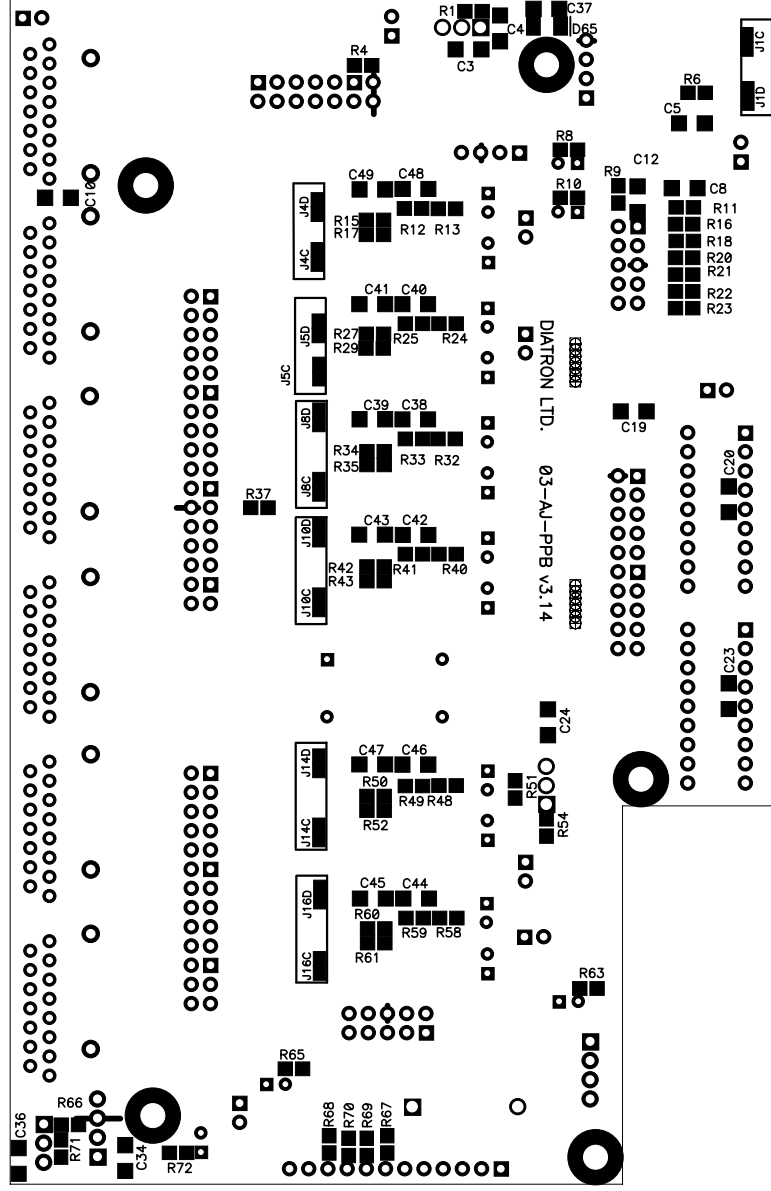 R1
C37
C4
D65
C3
R4
J1C
J1D
R6
C5
R8
C12
R9
C8
R10
C10
C49
C48
J4D
R15
R17
R12
R13
J4C
R11
R16
R18
R20
R21
R22
R23
C41
C40
J5D
R27
R29
R25
R24
J5C
DIATRON LTD.
03-AJ-PPB v3.14
C39
C38
J8D
R34
R35
R33
R32
J8C
C19
C20
R37
C43
C42
J10D
R42
R43
R41
R40
J10C
C23
C24
C47
C46
J14D
R50
R52
R49
R48
J14C
R51
R54
C45
C44
J16D
R60
R61
R59
R58
J16C
R63
R65
R66
C36
R71
C34
R72
R68
R70
R69
R67